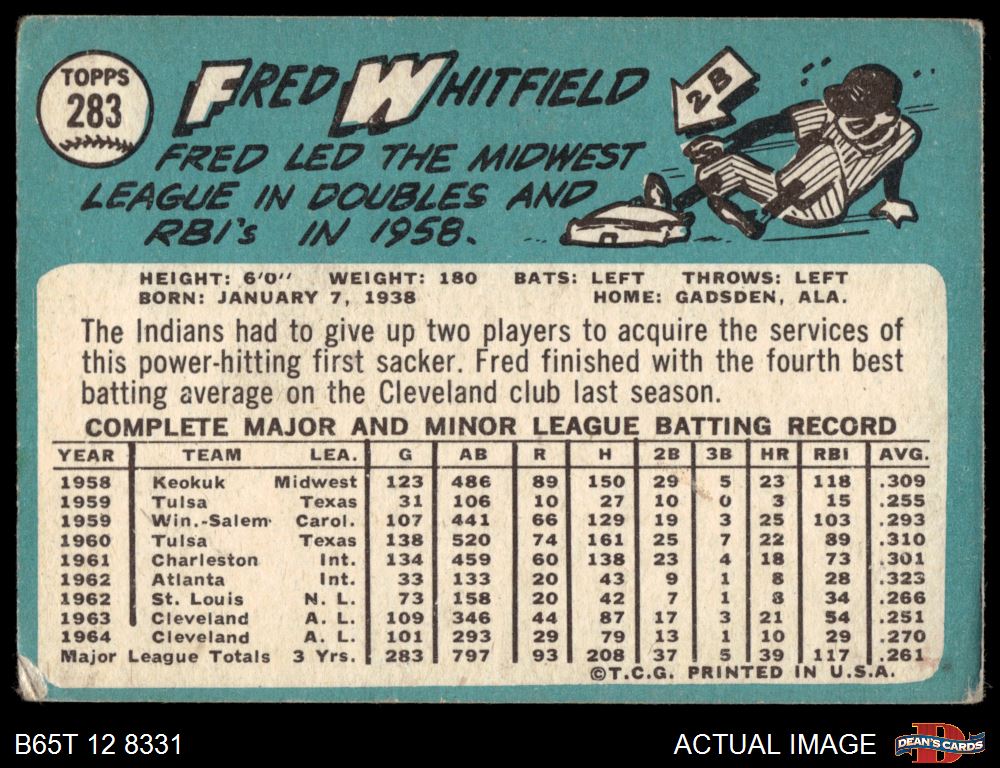 TOPPS
283
FRED WHITFIELD
2B
FRED LED THE MIDWEST
LEAGUE IN DOUBLES AND
RBI's IN 1958.
HEIGHT: 6'0" WEIGHT: 180 BATS: LEFT THROWS: LEFT
BORN: JANUARY 7, 1938 HOME: GADSDEN, ALA.
The Indians had to give up two players to acquire the services of
this power-hitting first sacker. Fred finished with the fourth best
batting average on the Cleveland club last season.
COMPLETE MAJOR AND MINOR LEAGUE BATTING RECORD
YEAR TEAM LEA. G AB R H 2B 3B HR RBI AVG.
1958 Keokuk Midwest 123 486 89 150 29 5 23 118 .309
1959 Tulsa Texas 31 106 10 27 10 0 3 15 .255
1959 Win.-Salem Carol. 107 441 66 129 19 3 25 103 .293
1960 Tulsa Texas 138 520 74 161 25 7 22 89 .310
1961 Charleston Int. 134 459 60 138 23 4 18 73 .301
1962 Atlanta Int. 33 133 20 43 9 1 8 28 .323
1962 St. Louis N. L. 73 158 20 42 7 1 8 34 .266
1963 Cleveland A. L. 109 346 44 87 17 3 21 54 .251
1964 Cleveland A. L. 101 293 29 79 13 1 10 29 .270
Major League Totals 3 Yrs. 283 797 93 208 37 5 39 117 .261
©T.C.G. PRINTED IN U.S.A.
B65T 12 8331 ACTUAL IMAGE
D
DEAN'S CARDS